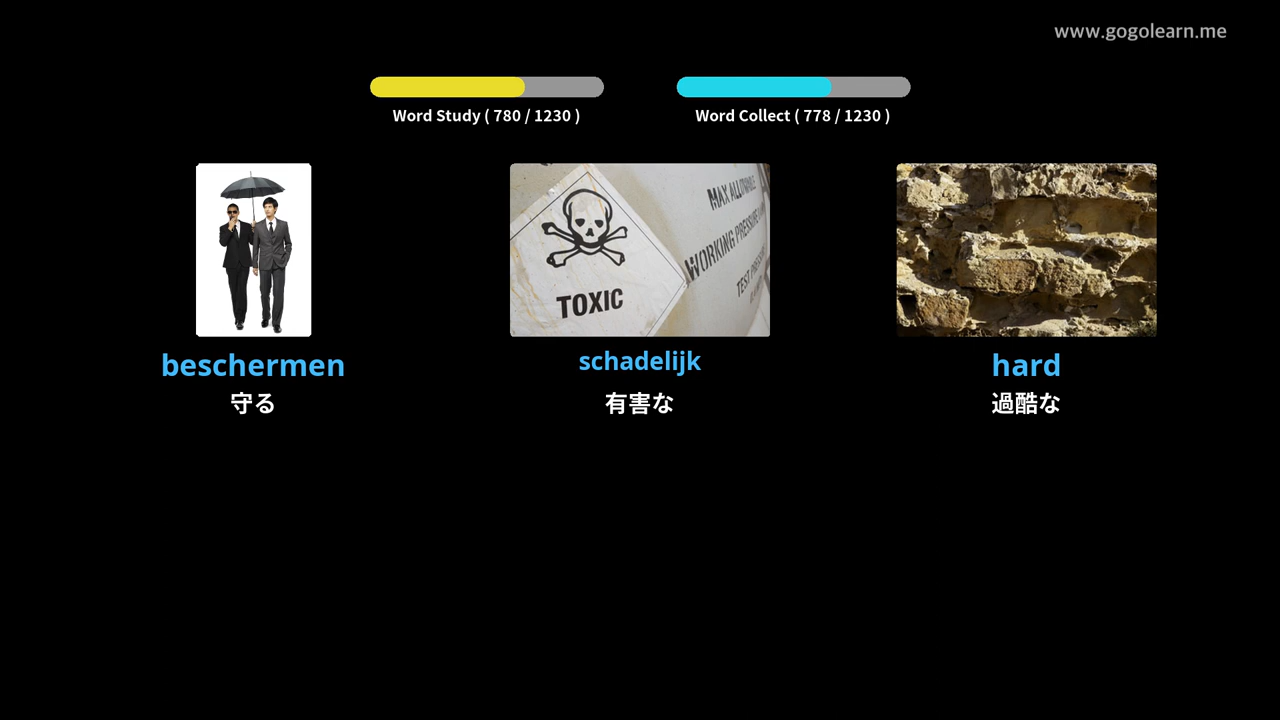 www.gogolearn.me
Word Study ( 780 / 1230 )
Word Collect ( 778 / 1230 )
MAX ALLOWABLE
WORKING PRESSURE
TEST
TOXIC
beschermen
schadelijk
hard
守る
有害な
過酷な